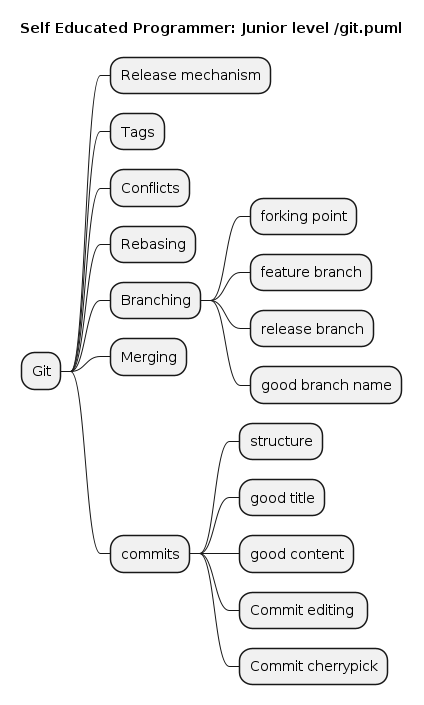 Self Educated Programmer: Junior level /git.puml
Release mechanism
Tags
Conflicts
Rebasing
Branching
forking point
feature branch
release branch
good branch name
Merging
Git
commits
structure
good title
good content
Commit editing
Commit cherrypick